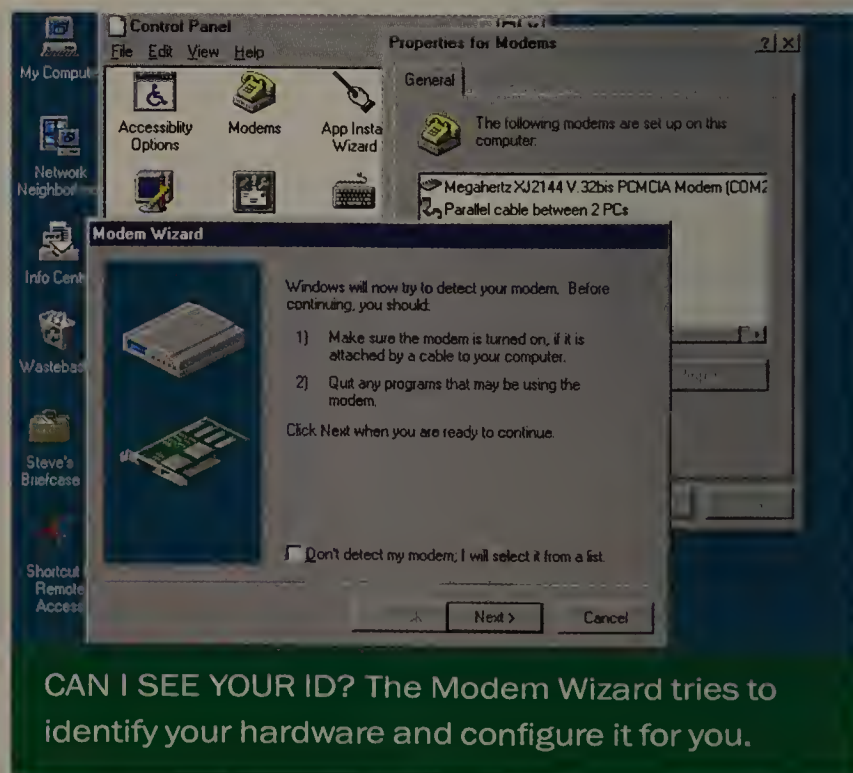 My Comput
Network
Neighbor
Info Cent
Wastebas
Steve's
Briefcase
Shortcut
Remote
Access
Control Panel
File Edit View Help
Accessiblity
Options
Modems
App Insta
Wizard
Properties for Modems
General
The following modems are set up on this
computer:
Megahertz XJ2144 V.32bis PCMCIA Modem (COM2
Parallel cable between 2 PCs
Modem Wizard
Windows will now try to detect your modem. Before
continuing, you should:
1) Make sure the modem is turned on, if it is
attached by a cable to your computer.
2) Quit any programs that may be using the
modem.
Click Next when you are ready to continue.
Don't detect my modem; I will select it from a list.
Next >
Cancel
CAN I SEE YOUR ID? The Modem Wizard tries to
identify your hardware and configure it for you.